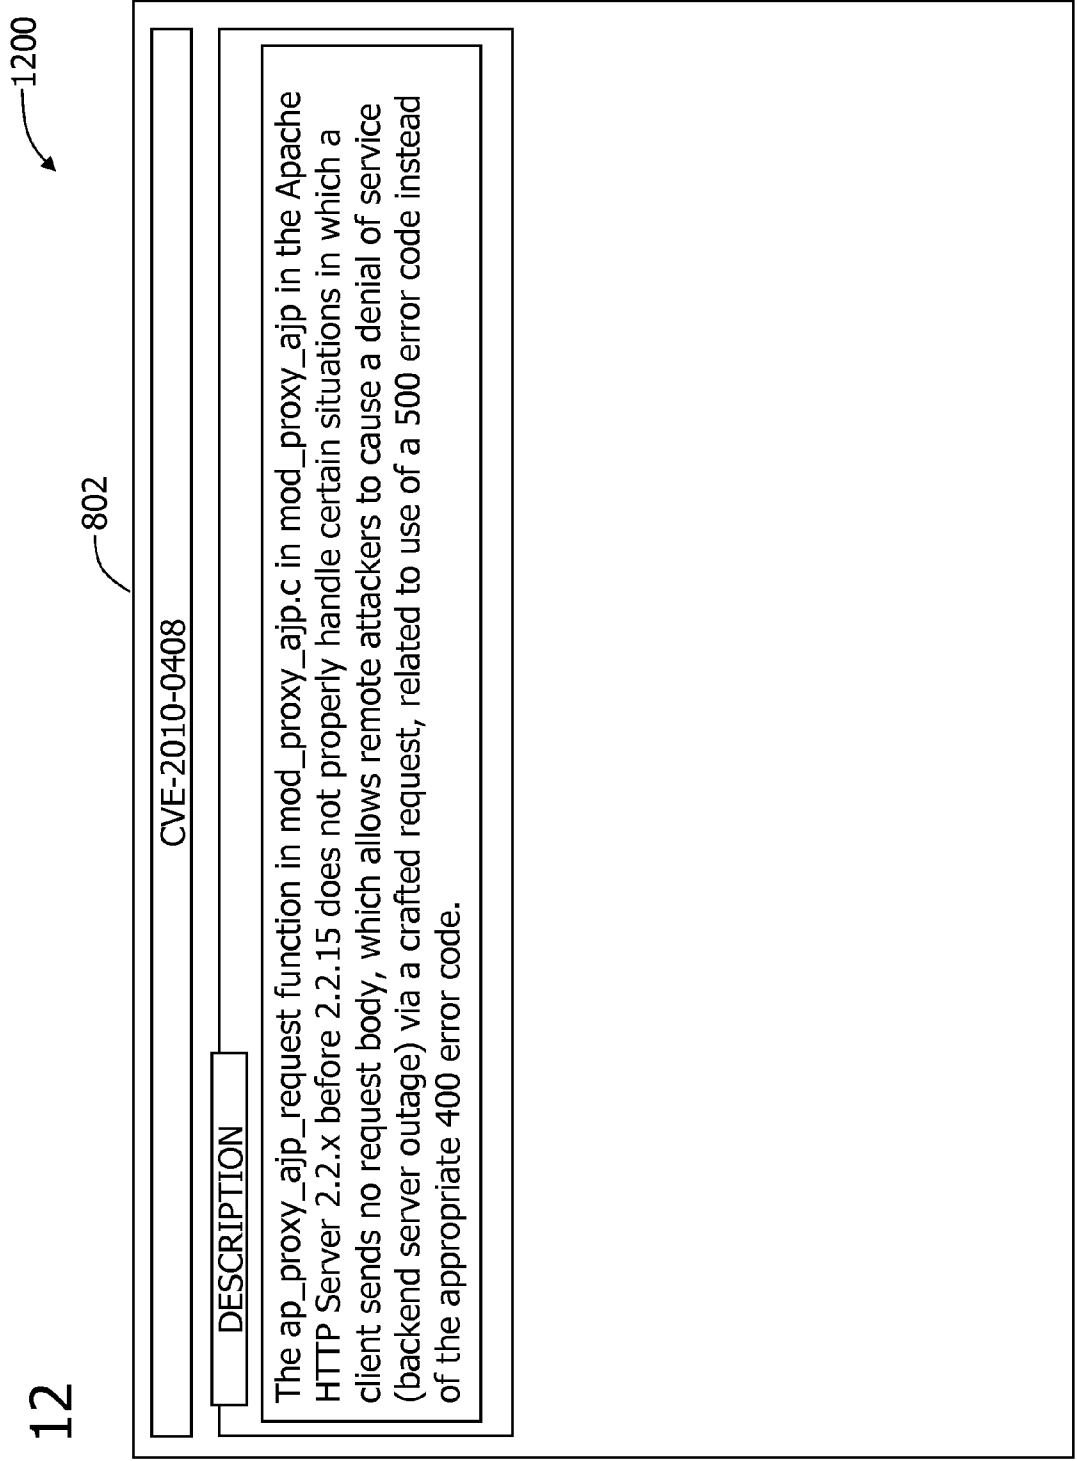 12
1200
802
CVE-2010-0408
DESCRIPTION
The ap_proxy_ajp_request function in mod_proxy_ajp.c in mod_proxy_ajp in the Apache
HTTP Server 2.2.x before 2.2.15 does not properly handle certain situations in which a
client sends no request body, which allows remote attackers to cause a denial of service
(backend server outage) via a crafted request, related to use of a 500 error code instead
of the appropriate 400 error code.